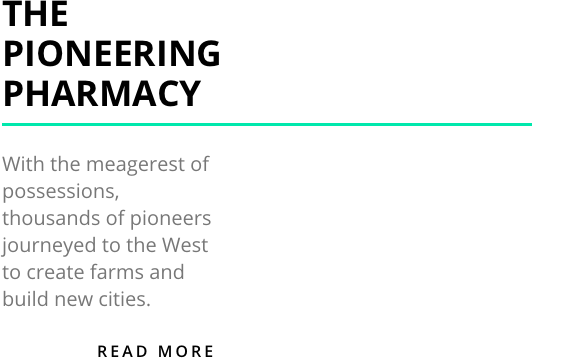 THE
PIONEERING
PHARMACY
With the meagerest of
possessions,
thousands of pioneers
journeyed to the West
to create farms and
build new cities.
READ MORE